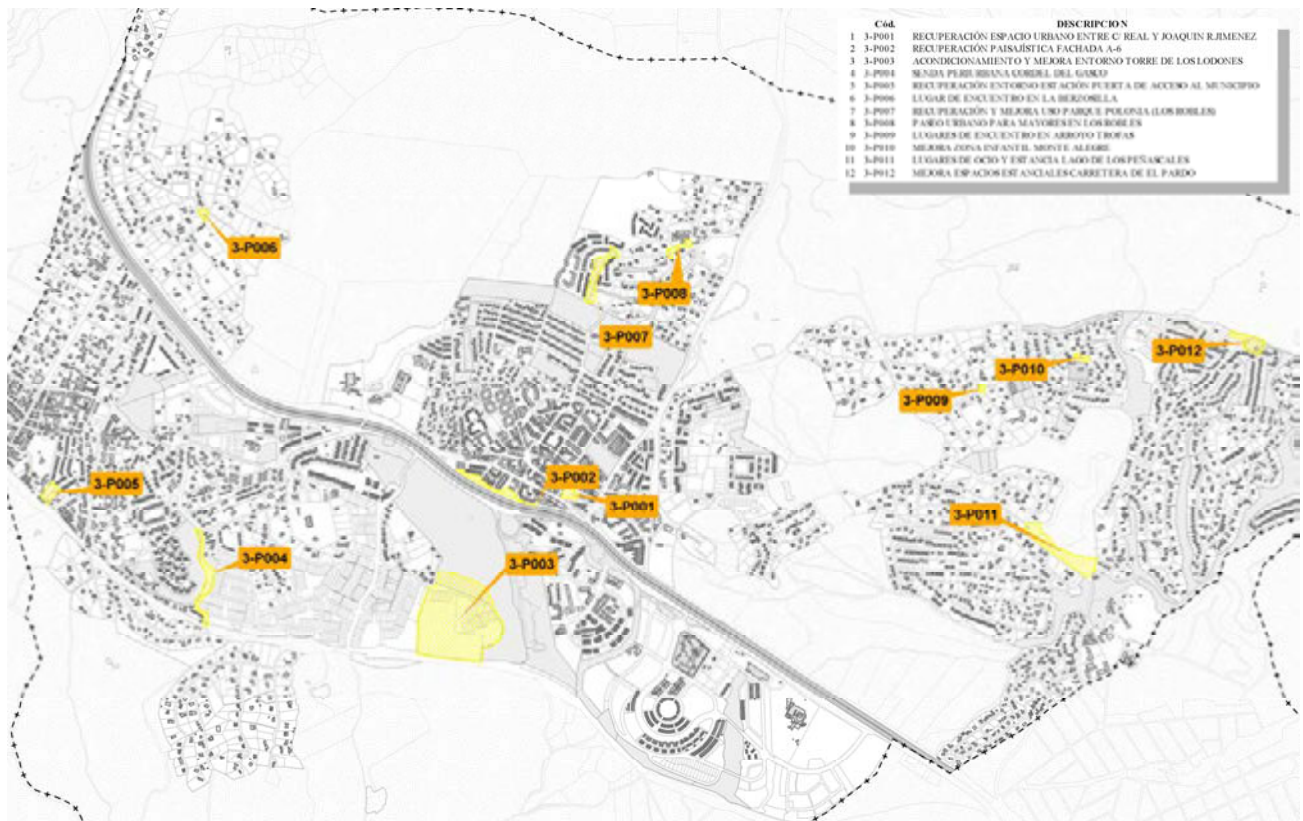 Cód. DESCRIPCION
1 3-P001 RECUPERACIÓN ESPACIO URBANO ENTRE C/ REAL Y JOAQUIN R.JIMENEZ
2 3-P002 RECUPERACIÓN PAISAJÍSTICA FACHADA A-6
3 3-P003 ACONDICIONAMIENTO Y MEJORA ENTORNO TORRE DE LOS LODONES
4 3-P004 SENDA PERIURBANA CORDEL DEL GASCO
5 3-P005 RECUPERACIÓN ENTORNO ESTACIÓN PUERTA DE ACCESO AL MUNICIPIO
6 3-P006 LUGAR DE ENCUENTRO EN LA BERZOSILLA
7 3-P007 RECUPERACIÓN Y MEJORA USO PARQUE POLONIA (LOS ROBLES)
8 3-P008 PASEO URBANO PARA MAYORES EN LOS ROBLES
9 3-P009 LUGARES DE ENCUENTRO EN ARROYO TROFAS
10 3-P010 MEJORA ZONA INFANTIL MONTE ALEGRE
11 3-P011 LUGARES DE OCIO Y ESTANCIA LAGO DE LOS PEÑASCALES
12 3-P012 MEJORA ESPACIOS ESTANCIALES CARRETERA DE EL PARDO
3-P006
3-P008
3-P007
3-P012
3-P010
3-P009
3-P002
3-P005
3-P001
3-P011
3-P004
3-P003